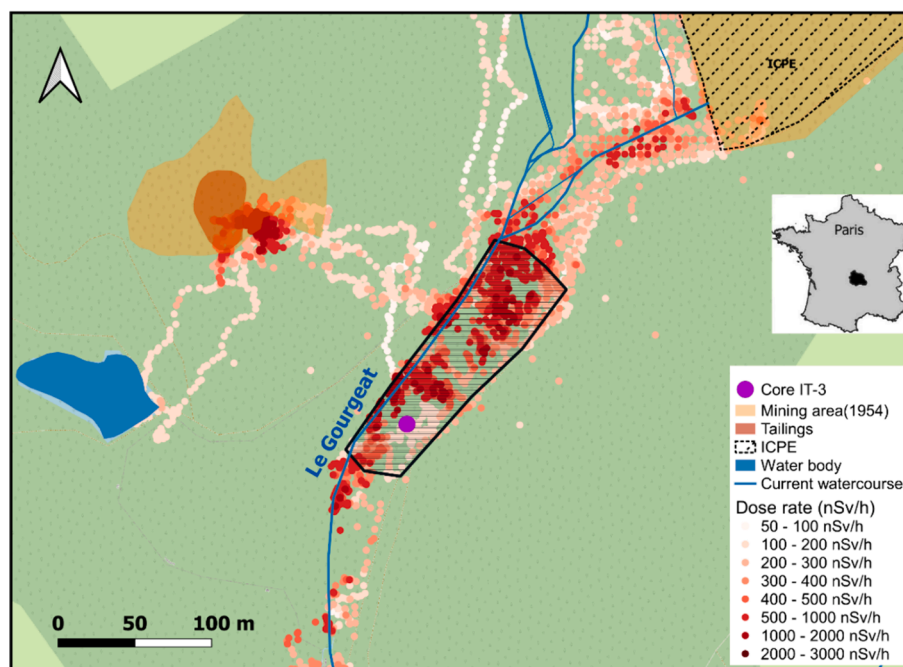 ICPE
Paris
Le Gourgeat
Core IT-3
Mining area(1954)
Tailings
ICPE
Water body
Current watercourse
Dose rate (nSv/h)
50 - 100 nSv/h
100 - 200 nSv/h
200 - 300 nSv/h
300 - 400 nSv/h
400 - 500 nSv/h
500 - 1000 nSv/h
1000 - 2000 nSv/h
2000 - 3000 nSv/h
0 50 100 m